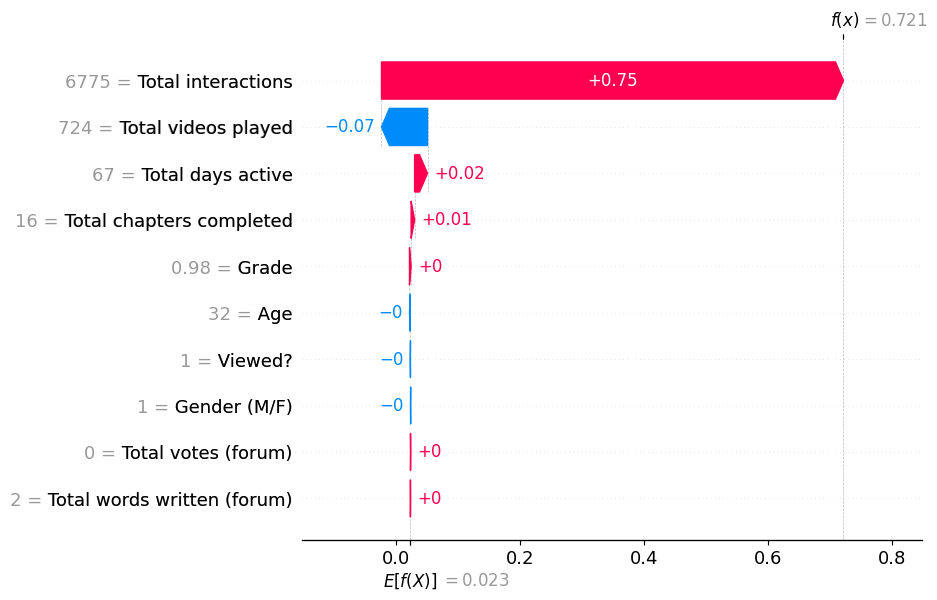 f(x) = 0.721
6775 = Total interactions
+0.75
724 = Total videos played
−0.07
67 = Total days active
+0.02
16 = Total chapters completed
+0.01
0.98 = Grade
+0
32 = Age
−0
1 = Viewed?
−0
1 = Gender (M/F)
−0
0 = Total votes (forum)
+0
2 = Total words written (forum)
+0
0.0 0.2 0.4 0.6 0.8
E[f(X)] = 0.023